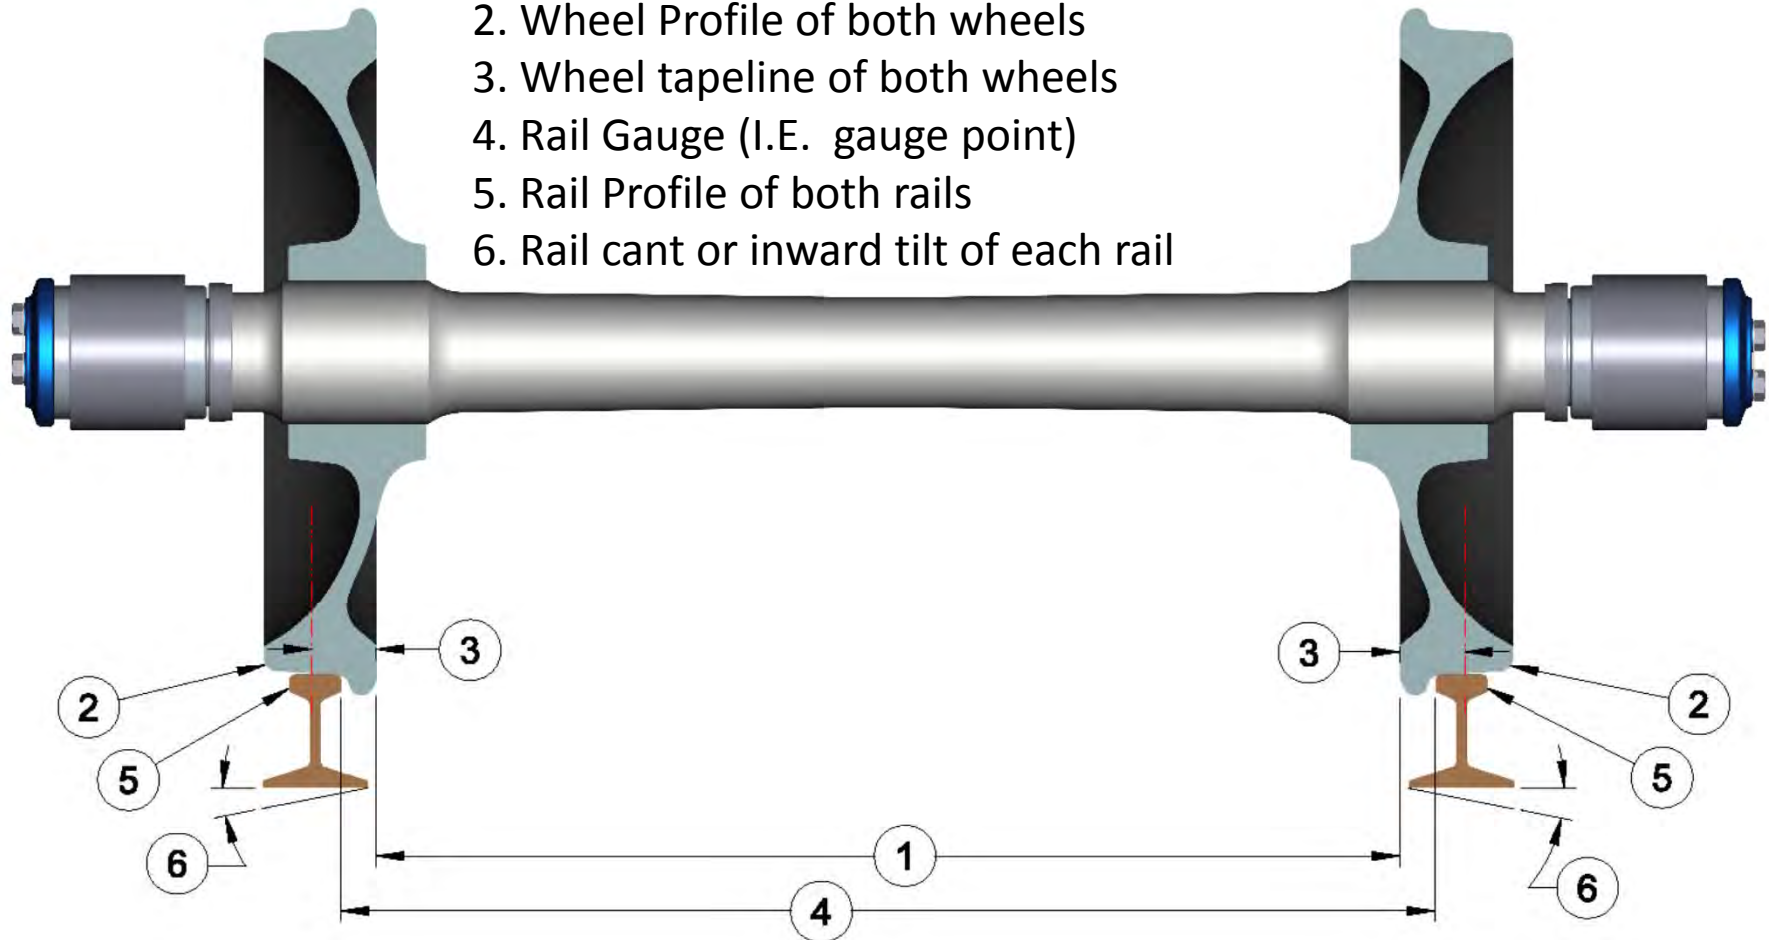 2. Wheel Profile of both wheels
3. Wheel tapeline of both wheels
4. Rail Gauge (I.E.  gauge point)
5. Rail Profile of both rails
6. Rail cant or inward tilt of each rail
3
3
2
2
5
5
6
1
6
4